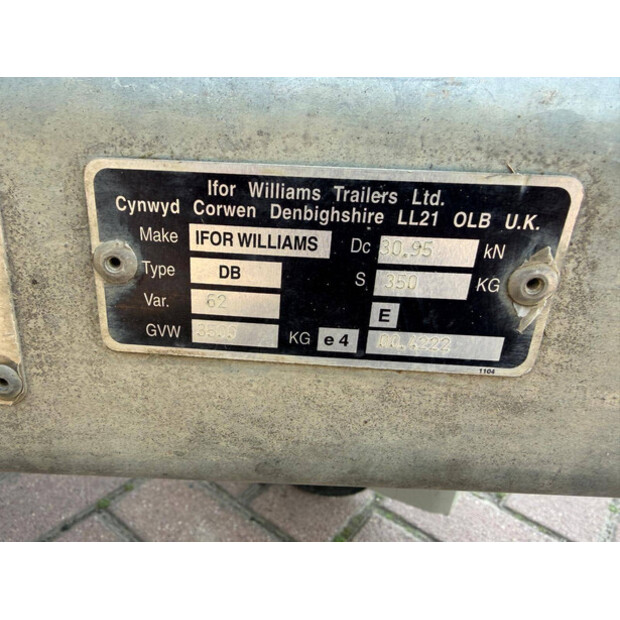 Ifor Williams Trailers Ltd.
Cynwyd Corwen Denbighshire LL21 OLB U.K.
Make IFOR WILLIAMS Dc 30.95 kN
Type DB S 350 KG
Var. 62
E
GVW 3500 KG e4
1104